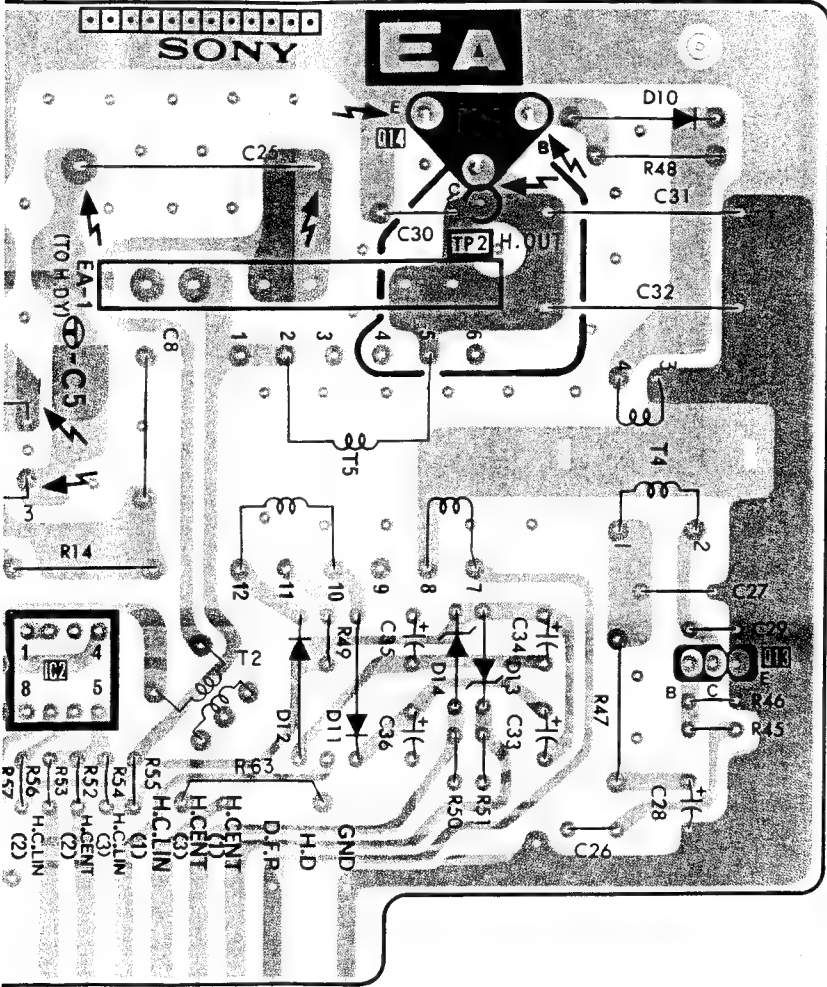 SONY
EA
E
Q14
B
C
D10
R48
C25
C31
C30
TP2
H.OUT
C32
EA-1
(TO H.DY)
-C5
C8
1
2
3
4
5
6
4
3
T5
T4
3
1
2
R14
12
11
10
9
8
7
C27
C29
Q13
B
C
E
R46
R45
1
4
IC2
8
5
T2
R49
C35
C34
D14
D13
D12
D11
C36
C33
R47
R50
R51
C28
C26
R63
R57
R56
R53
R52
R54
R55
(2)
H.C.LIN
(2)
H.CENT
(3)
H.C.LIN
(1)
H.C.LIN
(3)
H.CENT
(1)
H.CENT
D.F.P
H.D
GND